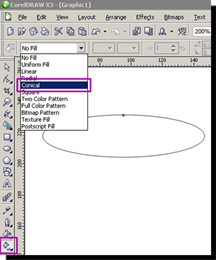 CorelDRAW X3 - [Graphic1]
File Edit View Layout Arrange Effects Bitmaps Text
200%
No Fill
No Fill
Uniform Fill
Linear
Radial
Conical
Square
Two Color Pattern
Full Color Pattern
Bitmap Pattern
Texture Fill
Postscript Fill